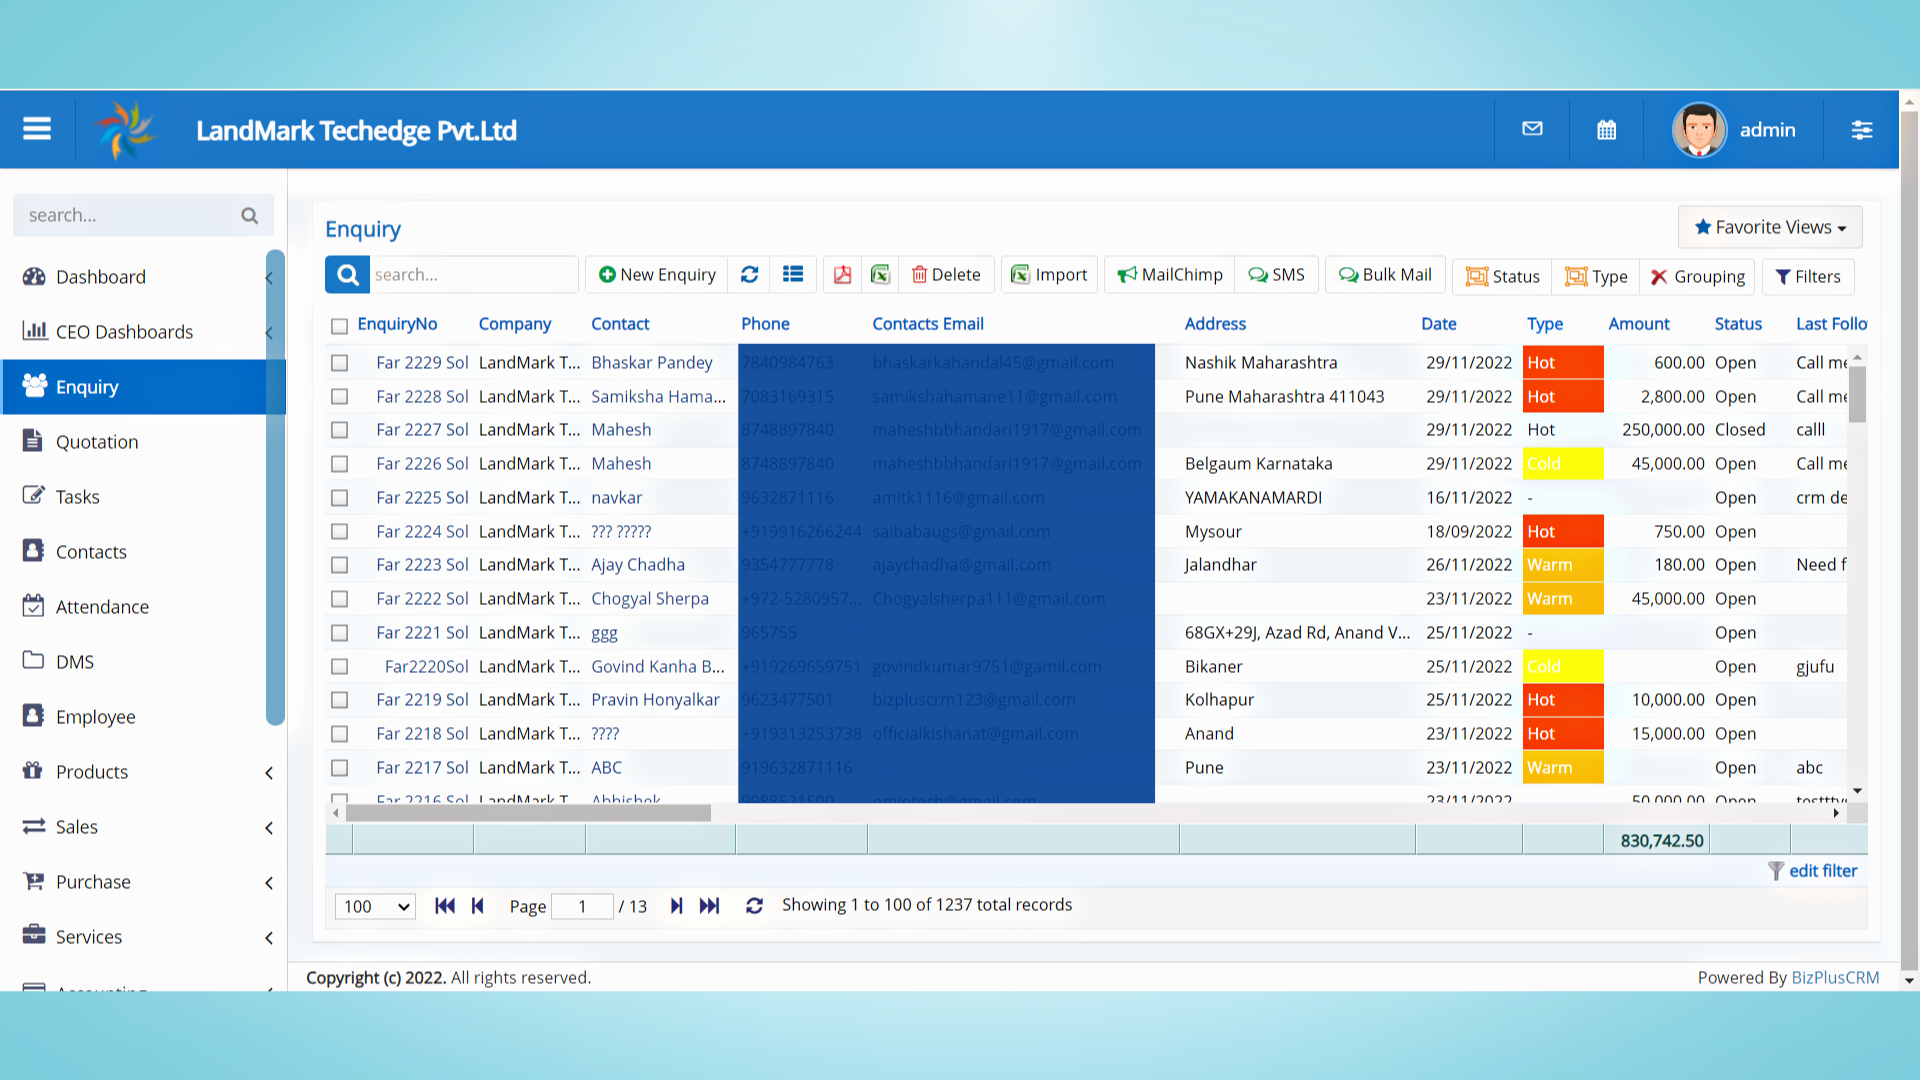 LandMark Techedge Pvt.Ltd
admin
search...
Dashboard
CEO Dashboards
Enquiry
Quotation
Tasks
Contacts
Attendance
DMS
Employee
Products
Sales
Purchase
Services
Accounting
Enquiry
Favorite Views
search... New Enquiry Delete Import MailChimp SMS Bulk Mail Status Type Grouping Filters
EnquiryNo Company Contact Phone Contacts Email Address Date Type Amount Status Last Follo
Far 2229 Sol LandMark T... Bhaskar Pandey 7840984763 bhaskarkahandal45@gmail.com Nashik Maharashtra 29/11/2022 Hot 600.00 Open Call me
Far 2228 Sol LandMark T... Samiksha Hama... 7083169315 samikshahamane11@gmail.com Pune Maharashtra 411043 29/11/2022 Hot 2,800.00 Open Call me
Far 2227 Sol LandMark T... Mahesh 8748897840 maheshbbhandari1917@gmail.com 29/11/2022 Hot 250,000.00 Closed calll
Far 2226 Sol LandMark T... Mahesh 8748897840 maheshbbhandari1917@gmail.com Belgaum Karnataka 29/11/2022 Cold 45,000.00 Open Call me
Far 2225 Sol LandMark T... navkar 9632871116 amitk1116@gmail.com YAMAKANAMARDI 16/11/2022 - Open crm de
Far 2224 Sol LandMark T... ??? ????? +919916266244 saibabaugs@gmail.com Mysour 18/09/2022 Hot 750.00 Open
Far 2223 Sol LandMark T... Ajay Chadha 9354777778 ajaychadha@gmail.com Jalandhar 26/11/2022 Warm 180.00 Open Need f
Far 2222 Sol LandMark T... Chogyal Sherpa +972-5280957... Chogyalsherpa111@gmail.com 23/11/2022 Warm 45,000.00 Open
Far 2221 Sol LandMark T... ggg 965755 68GX+29J, Azad Rd, Anand V... 25/11/2022 - Open
Far2220Sol LandMark T... Govind Kanha B... +919269659751 govindkumar9751@gamil.com Bikaner 25/11/2022 Cold Open gjufu
Far 2219 Sol LandMark T... Pravin Honyalkar 9623477501 bizpluscrm123@gmail.com Kolhapur 25/11/2022 Hot 10,000.00 Open
Far 2218 Sol LandMark T... ???? +919313253738 officialkishanat@gmail.com Anand 23/11/2022 Hot 15,000.00 Open
Far 2217 Sol LandMark T... ABC 919632871116 Pune 23/11/2022 Warm Open abc
Far 2216 Sol LandMark T... Abhishek 23/11/2022 50,000.00 Open
830,742.50
edit filter
100 Page 1 / 13 Showing 1 to 100 of 1237 total records
Copyright (c) 2022. All rights reserved.
Powered By BizPlusCRM